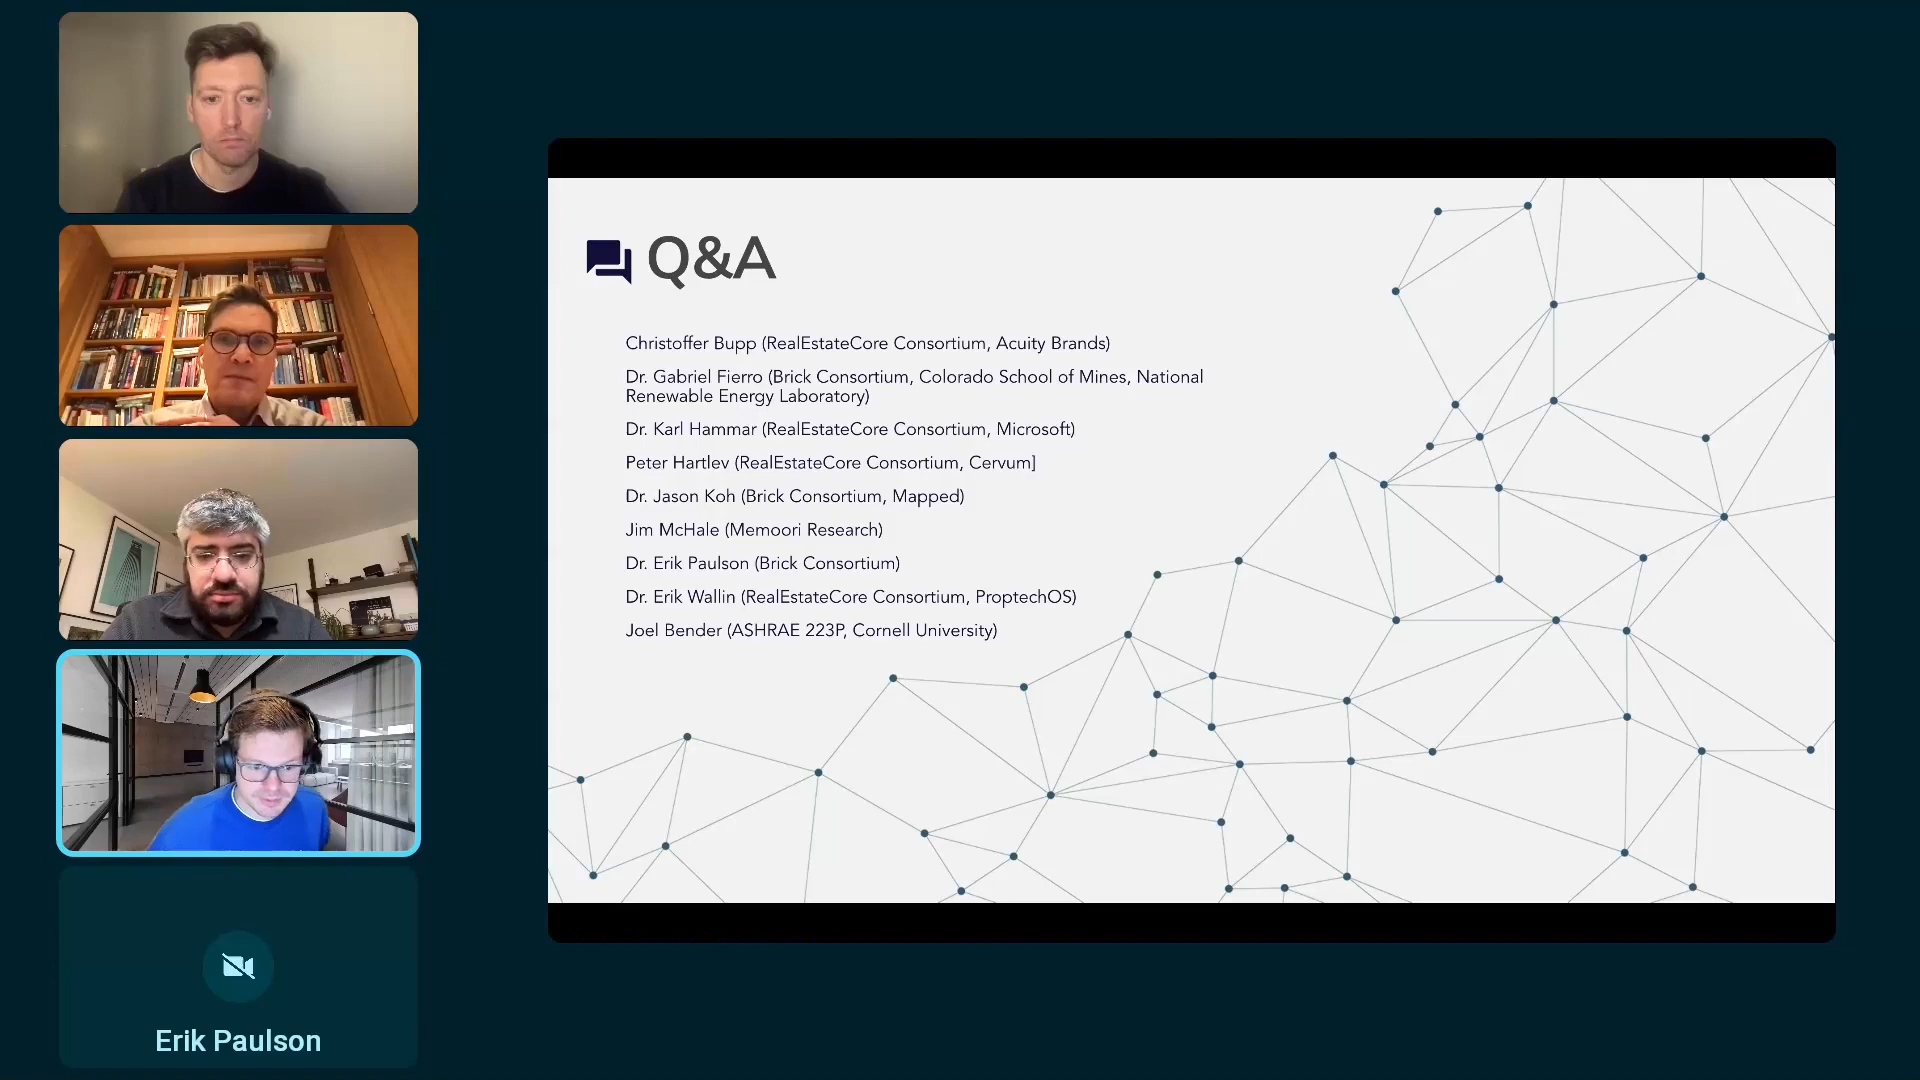 Q&A
Christoffer Bupp (RealEstateCore Consortium, Acuity Brands)
Dr. Gabriel Fierro (Brick Consortium, Colorado School of Mines, National
Renewable Energy Laboratory)
Dr. Karl Hammar (RealEstateCore Consortium, Microsoft)
Peter Hartlev (RealEstateCore Consortium, Cervum]
Dr. Jason Koh (Brick Consortium, Mapped)
Jim McHale (Memoori Research)
Dr. Erik Paulson (Brick Consortium)
Dr. Erik Wallin (RealEstateCore Consortium, ProptechOS)
Joel Bender (ASHRAE 223P, Cornell University)
Erik Paulson